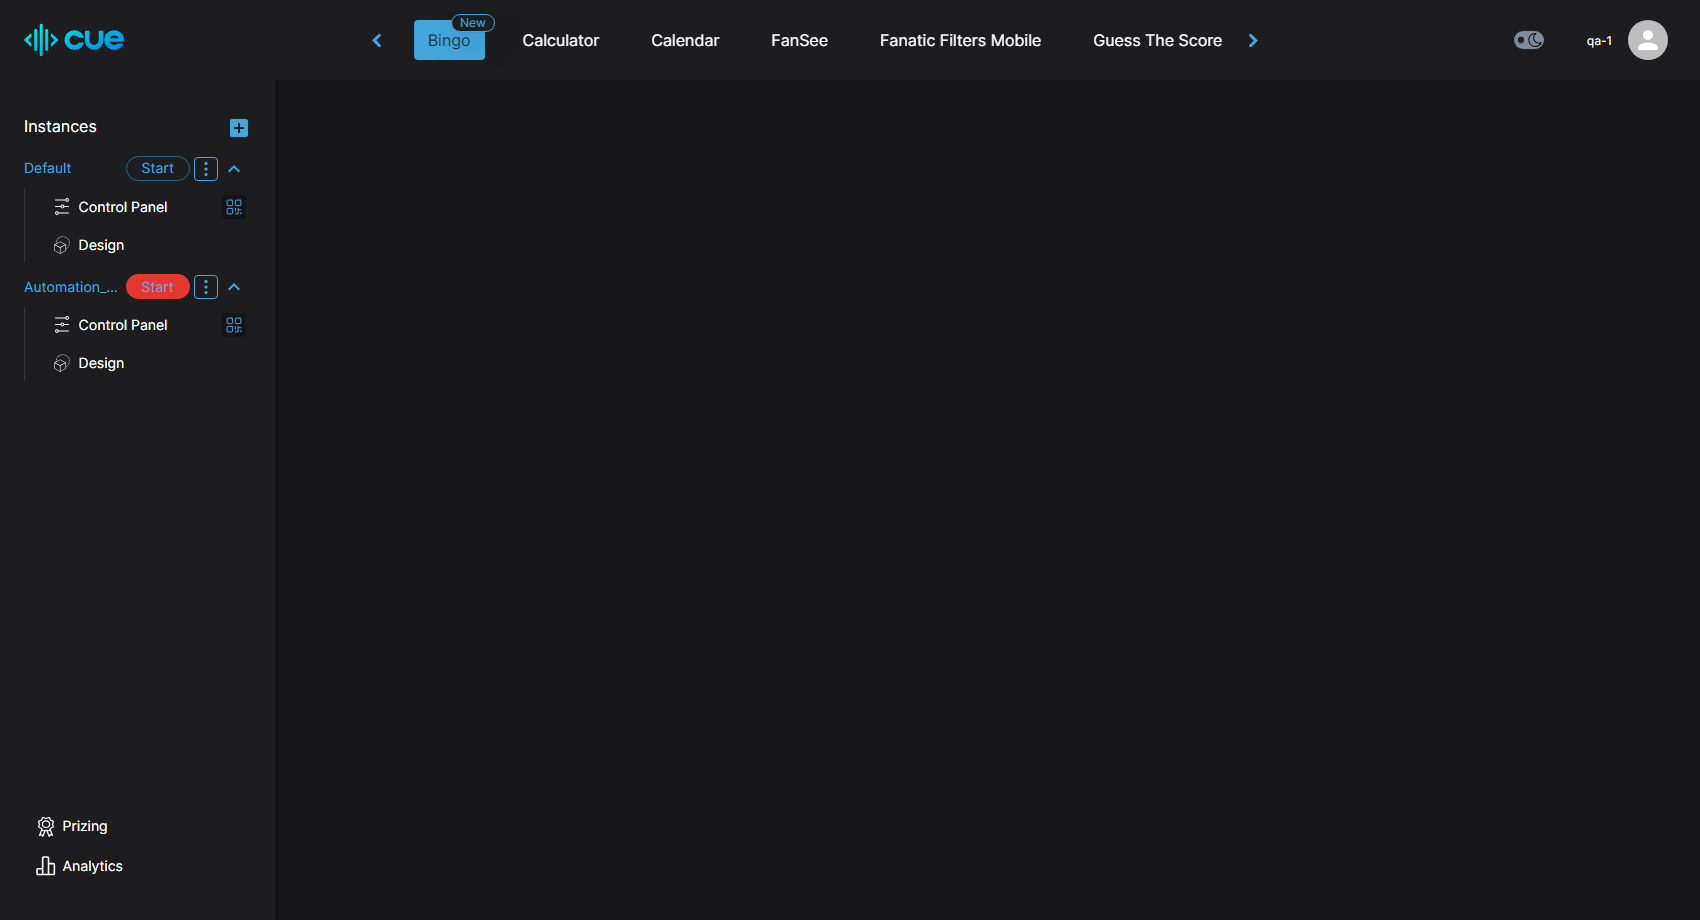 cue
New
Bingo
Calculator
Calendar
FanSee
Fanatic Filters Mobile
Guess The Score
qa-1
Instances
Default
Start
Control Panel
Design
Automation_...
Start
Control Panel
Design
Prizing
Analytics